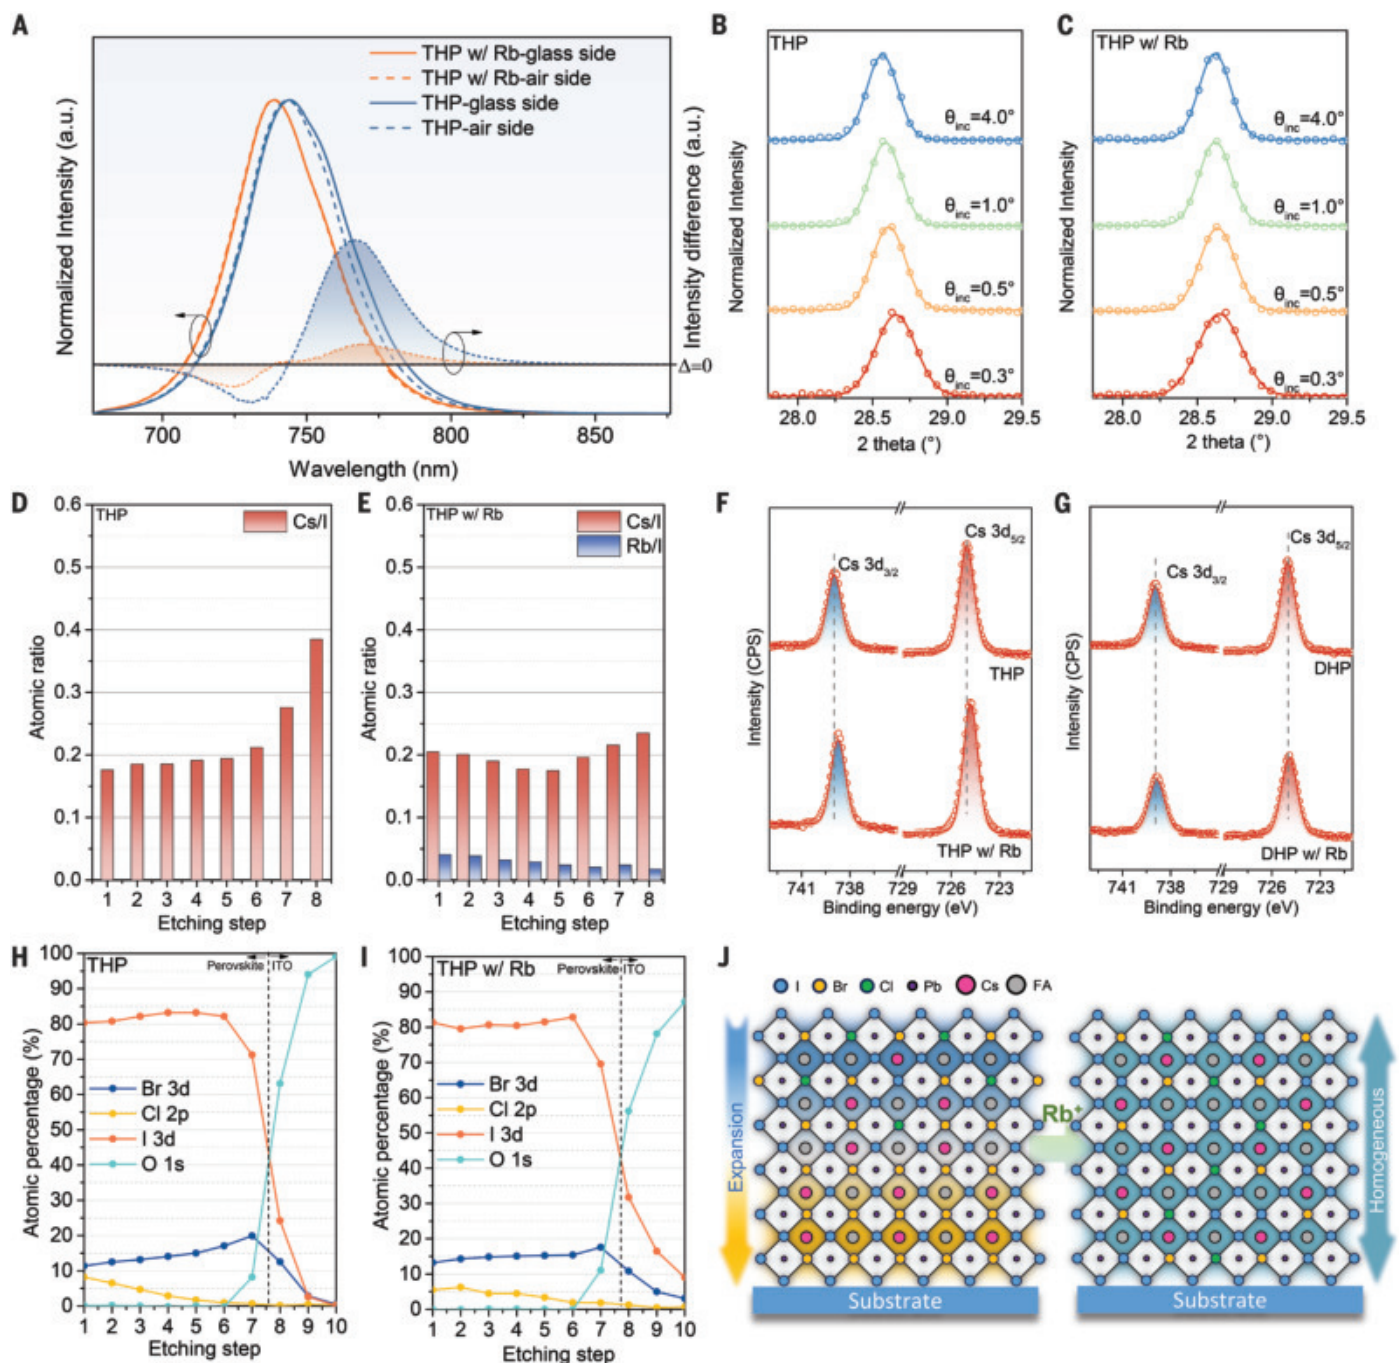 A
THP w/ Rb-glass side
THP w/ Rb-air side
THP-glass side
THP-air side
Normalized Intensity (a.u.)
Intensity difference (a.u.)
Δ=0
700 750 800 850
Wavelength (nm)
B
THP
θinc=4.0°
θinc=1.0°
θinc=0.5°
θinc=0.3°
Normalized Intensity
28.0 28.5 29.0 29.5
2 theta (°)
C
THP w/ Rb
θinc=4.0°
θinc=1.0°
θinc=0.5°
θinc=0.3°
Normalized Intensity
28.0 28.5 29.0 29.5
2 theta (°)
D
THP
Cs/I
0.6
0.5
0.4
0.3
0.2
0.1
0.0
Atomic ratio
1 2 3 4 5 6 7 8
Etching step
E
THP w/ Rb
Cs/I
Rb/I
0.6
0.5
0.4
0.3
0.2
0.1
0.0
Atomic ratio
1 2 3 4 5 6 7 8
Etching step
F
Cs 3d5/2
Cs 3d3/2
THP
THP w/ Rb
Intensity (CPS)
741 738 729 726 723
Binding energy (eV)
G
Cs 3d5/2
Cs 3d3/2
DHP
DHP w/ Rb
Intensity (CPS)
741 738 729 726 723
Binding energy (eV)
H
THP
Perovskite ITO
100
90
80
70
60
50
40
30
20
10
0
Br 3d
Cl 2p
I 3d
O 1s
Atomic percentage (%)
1 2 3 4 5 6 7 8 9 10
Etching step
I
THP w/ Rb
Perovskite ITO
100
90
80
70
60
50
40
30
20
10
0
Br 3d
Cl 2p
I 3d
O 1s
Atomic percentage (%)
1 2 3 4 5 6 7 8 9 10
Etching step
J
I Br Cl Pb Cs FA
Expansion
Rb+
Homogeneous
Substrate
Substrate